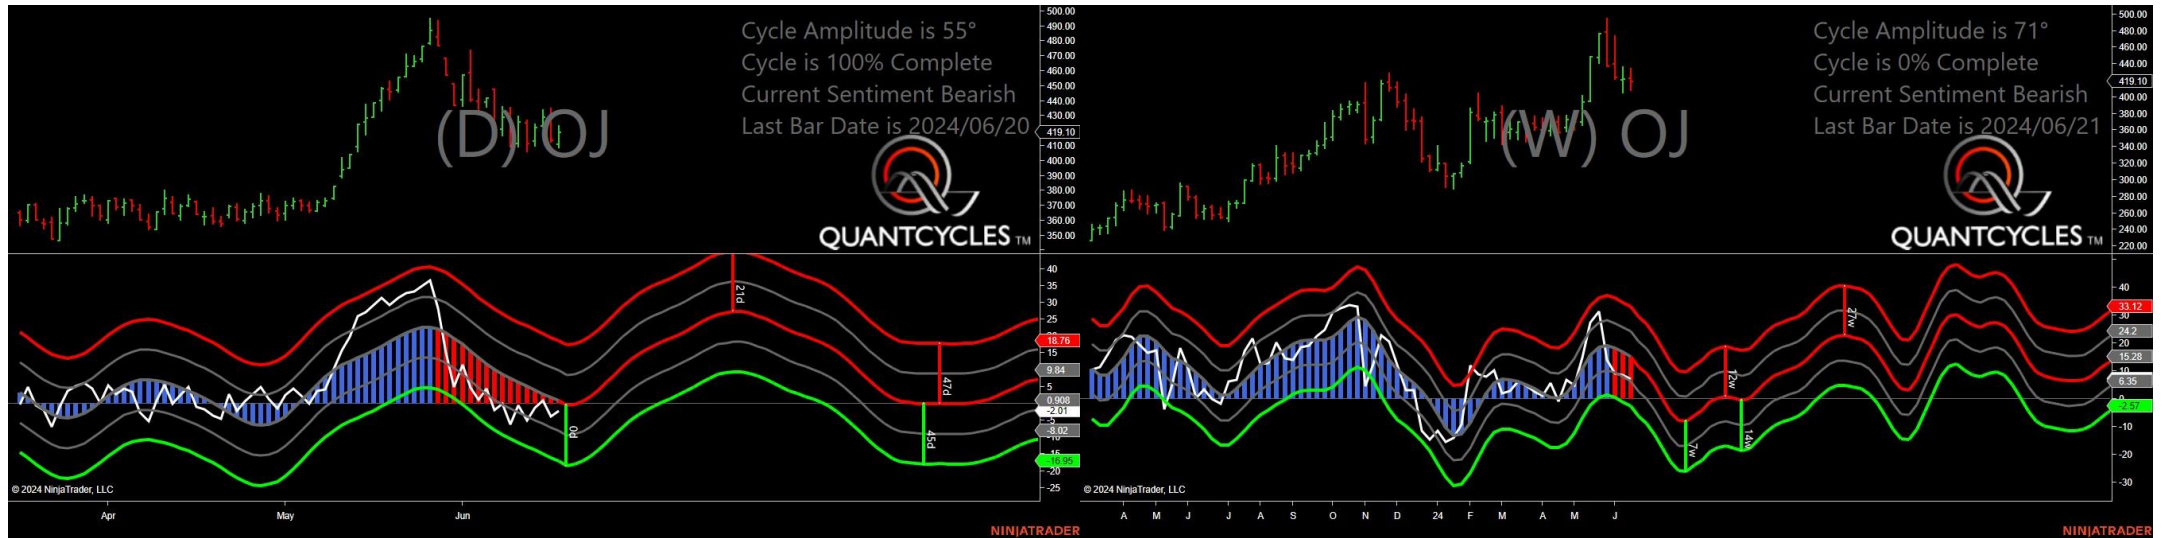 Cycle Amplitude is 55°
Cycle is 100% Complete
Current Sentiment Bearish
Last Bar Date is 2024/06/20
(D) OJ
QUANTCYCLES TM
500.00
490.00
480.00
470.00
460.00
450.00
440.00
430.00
419.10
410.00
400.00
390.00
380.00
370.00
360.00
350.00
21d
0d
47d
45d
40
35
30
25
18.76
15
9.84
5
0.908
-2.01
-5
-8.02
-16.95
-20
-25
© 2024 NinjaTrader, LLC
Apr
May
Jun
NINJATRADER
Cycle Amplitude is 71°
Cycle is 0% Complete
Current Sentiment Bearish
Last Bar Date is 2024/06/21
(W) OJ
QUANTCYCLES TM
500.00
480.00
460.00
440.00
419.10
400.00
380.00
360.00
340.00
320.00
300.00
280.00
260.00
240.00
220.00
7w
12w
14w
27w
40
33.12
30
24.2
20
15.28
10
6.35
-2.57
-10
-20
-30
© 2024 NinjaTrader, LLC
A M J J A S O N D 24 F M A M J
NINJATRADER